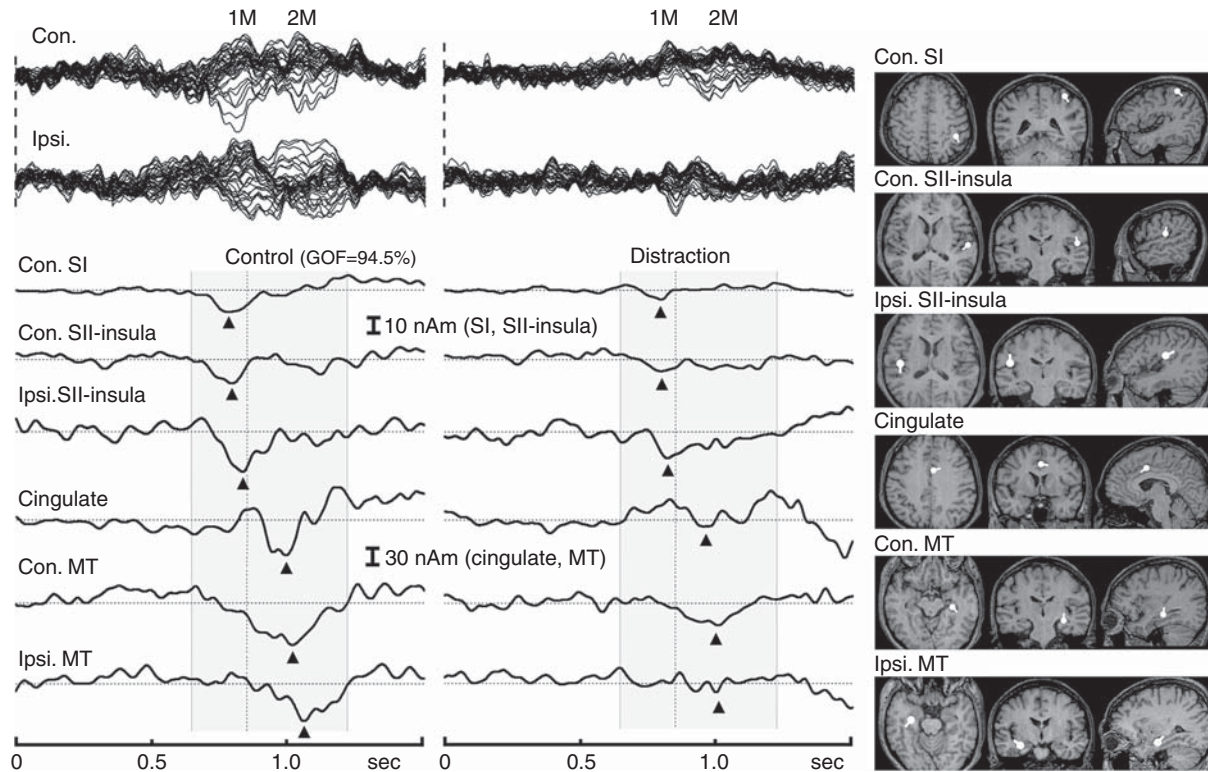 1M 2M
1M 2M
Con.
Ipsi.
Con. SI
Control (GOF=94.5%)
Distraction
10 nAm (SI, SII-insula)
Con. SII-insula
Ipsi.SII-insula
Cingulate
30 nAm (cingulate, MT)
Con. MT
Ipsi. MT
0 0.5 1.0 sec
0 0.5 1.0 sec
Con. SI
Con. SII-insula
Ipsi. SII-insula
Cingulate
Con. MT
Ipsi. MT